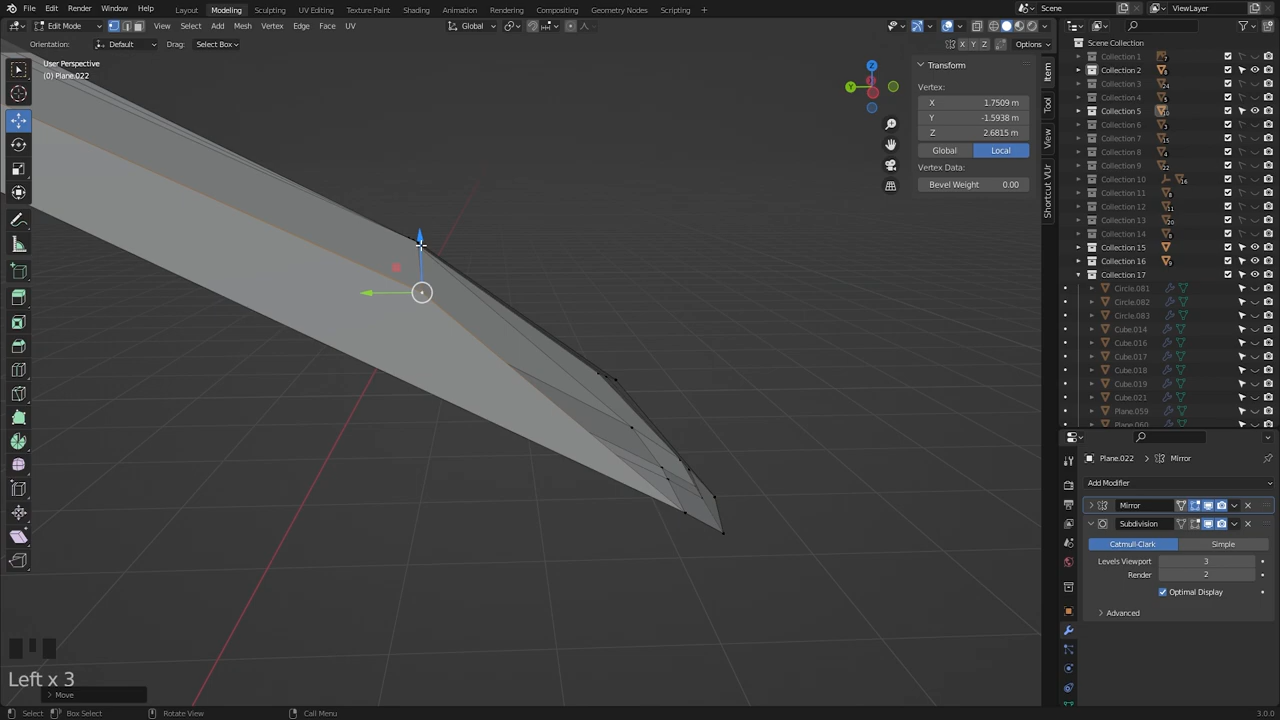 File Edit Render Window Help Layout Modeling Sculpting UV Editing Texture Paint Shading Animation Rendering Compositing Geometry Nodes Scripting Scene ViewLayer
Edit Mode View Select Add Mesh Vertex Edge Face UV Global
Orientation: Default Drag: Select Box X Y Z Options
User Perspective
(0) Plane.022
Z
Y
Transform
Vertex:
X 1.7509 m
Y -1.5938 m
Z 2.6815 m
Global Local
Vertex Data:
Bevel Weight 0.00
Item
Tool
View
Shortcut VUr
Scene Collection
Collection 1
Collection 2
Collection 3
Collection 4
Collection 5
Collection 6
Collection 7
Collection 8
Collection 9
Collection 10
Collection 11
Collection 12
Collection 13
Collection 14
Collection 15
Collection 16
Collection 17
Circle.081
Circle.082
Circle.083
Cube.014
Cube.016
Cube.017
Cube.018
Cube.019
Cube.021
Plane.059
Plane.060
Plane.022 Mirror
Add Modifier
Mirror
Subdivision
Catmull-Clark Simple
Levels Viewport 3
Render 2
Optimal Display
Advanced
Left x 3
Move
Select Box Select Rotate View Call Menu 3.0.0